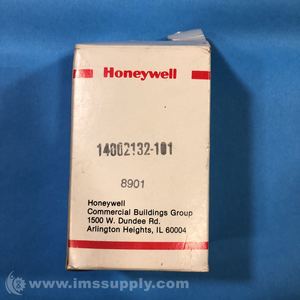 Honeywell
14002132-101
8901
Honeywell
Commercial Buildings Group
1500 W. Dundee Rd.
Arlington Heights, IL 60004
© www.imssupply.com